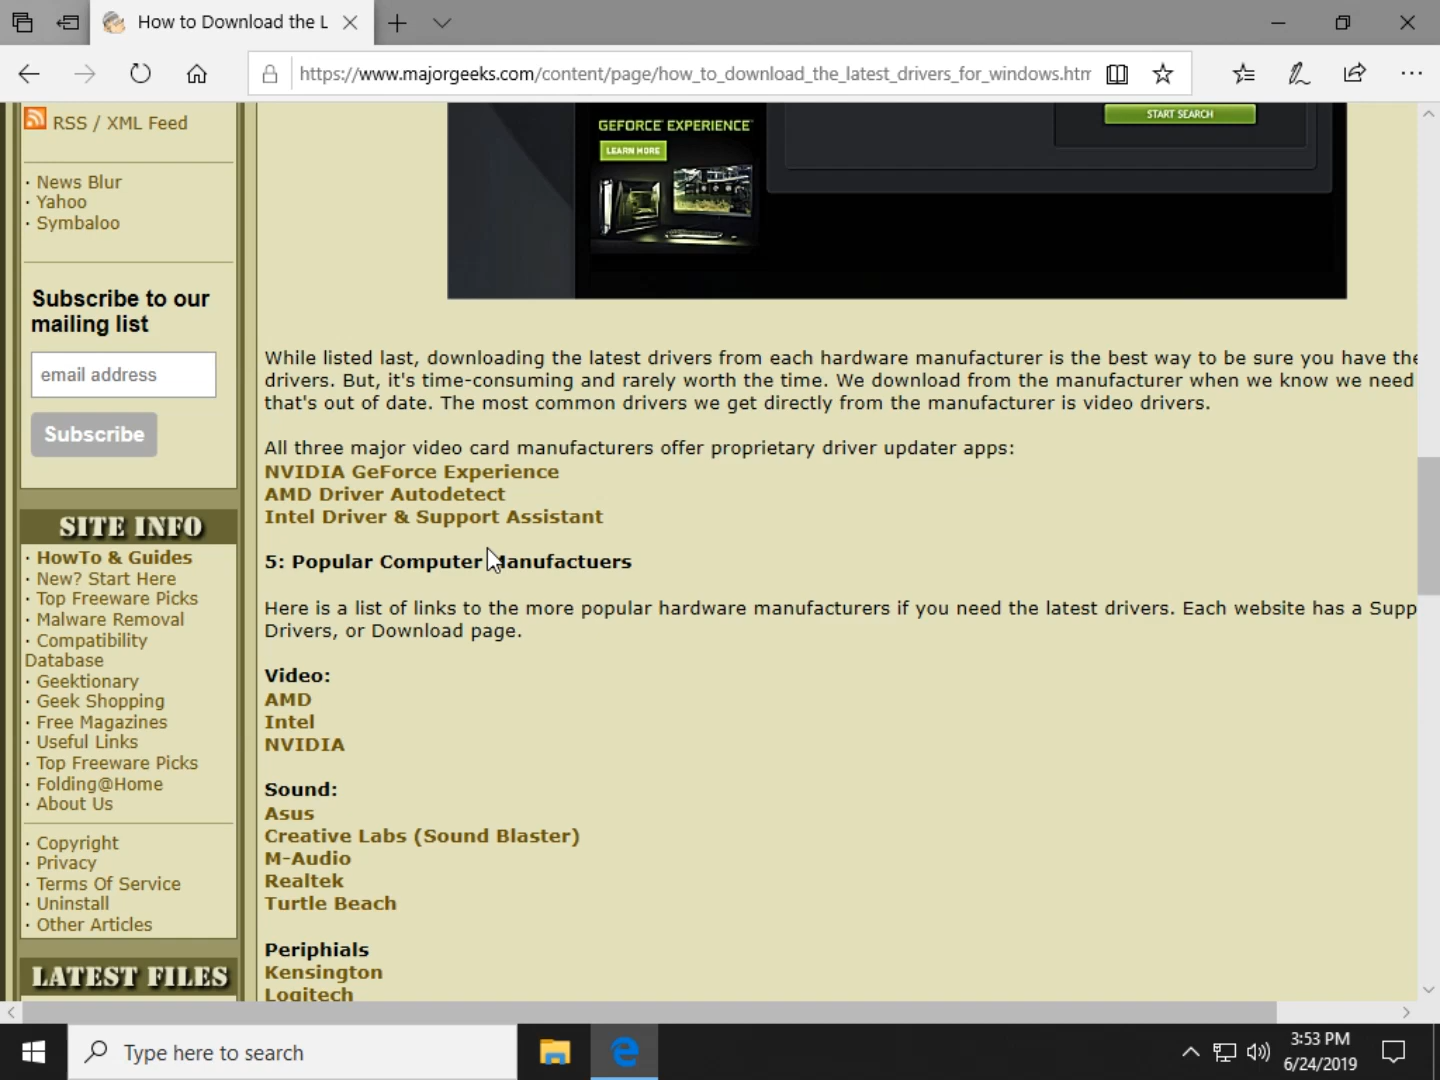 How to Download the L
https://www.majorgeeks.com/content/page/how_to_download_the_latest_drivers_for_windows.htm
RSS / XML Feed
· News Blur
· Yahoo
· Symbaloo
Subscribe to our
mailing list
email address
Subscribe
SITE INFO
· HowTo & Guides
· New? Start Here
· Top Freeware Picks
· Malware Removal
· Compatibility
Database
· Geektionary
· Geek Shopping
· Free Magazines
· Useful Links
· Top Freeware Picks
· Folding@Home
· About Us
· Copyright
· Privacy
· Terms Of Service
· Uninstall
· Other Articles
LATEST FILES
GEFORCE EXPERIENCE
LEARN MORE
START SEARCH
While listed last, downloading the latest drivers from each hardware manufacturer is the best way to be sure you have the
drivers. But, it's time-consuming and rarely worth the time. We download from the manufacturer when we know we need
that's out of date. The most common drivers we get directly from the manufacturer is video drivers.
All three major video card manufacturers offer proprietary driver updater apps:
NVIDIA GeForce Experience
AMD Driver Autodetect
Intel Driver & Support Assistant
5: Popular Computer Manufactuers
Here is a list of links to the more popular hardware manufacturers if you need the latest drivers. Each website has a Supp
Drivers, or Download page.
Video:
AMD
Intel
NVIDIA
Sound:
Asus
Creative Labs (Sound Blaster)
M-Audio
Realtek
Turtle Beach
Periphials
Kensington
Logitech
Type here to search
3:53 PM
6/24/2019